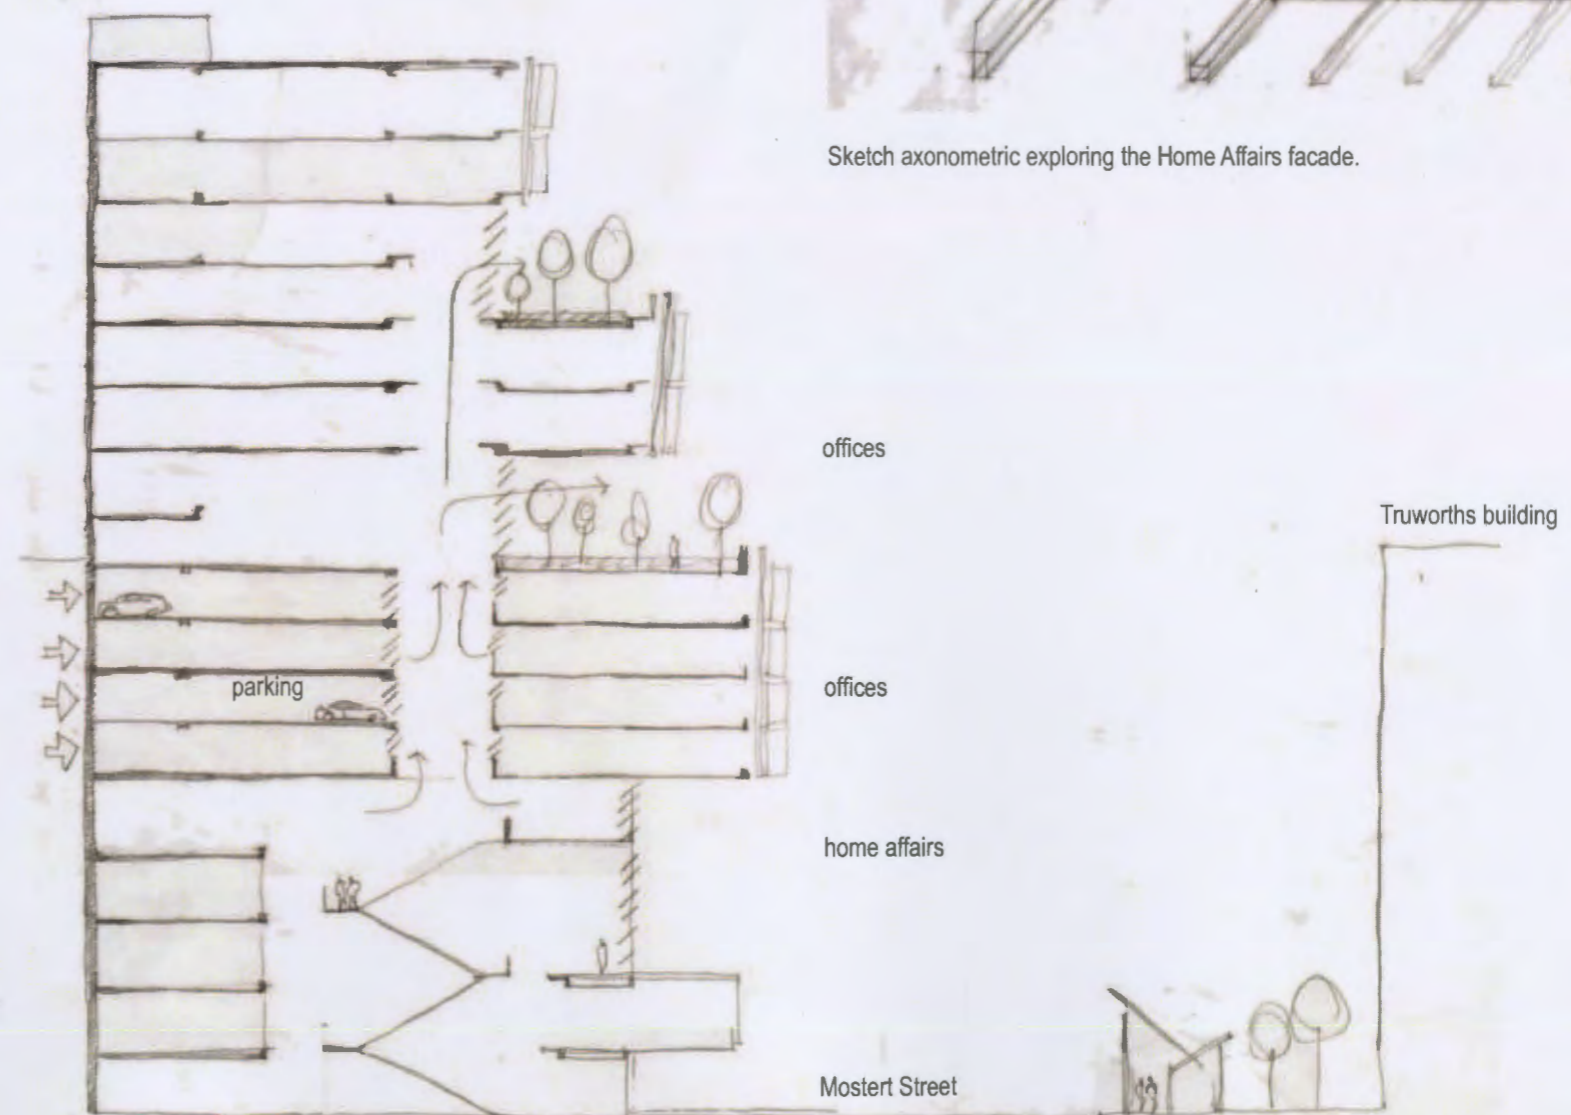 Sketch axonometric exploring the Home Affairs facade.
offices
Truworths building
parking
offices
home affairs
Mostert Street